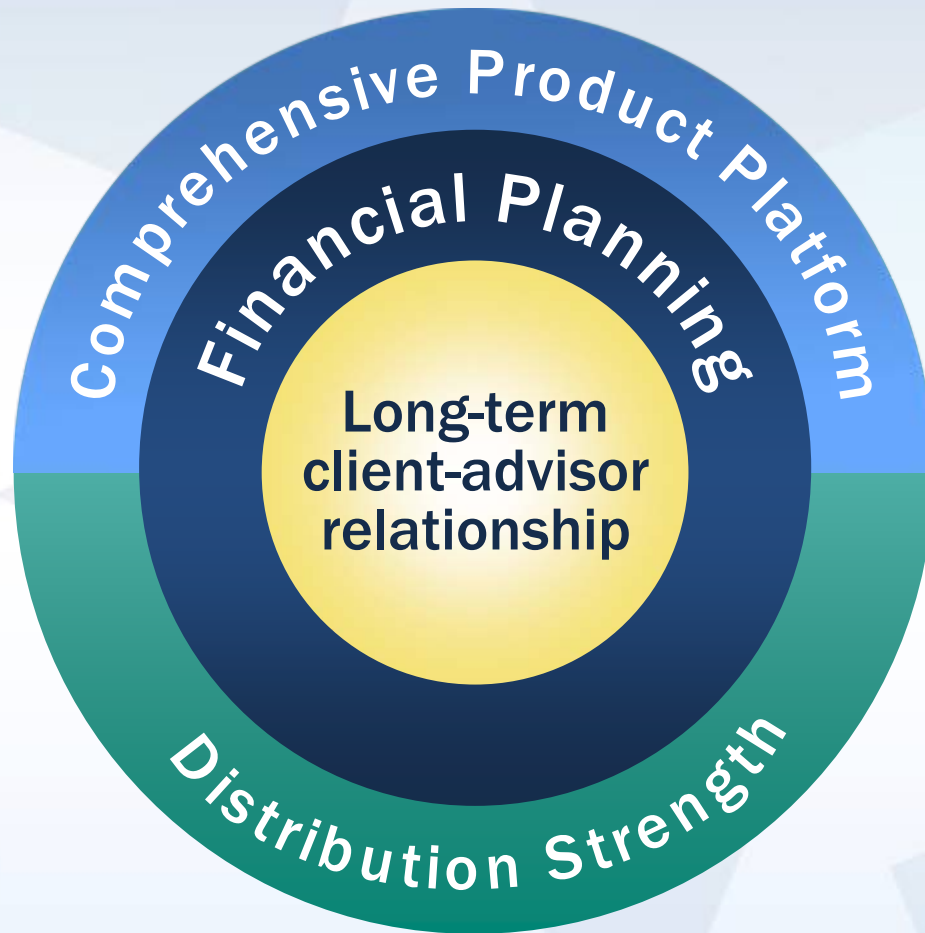 Comprehensive Product Platform
Financial Planning
Long-term
client-advisor
relationship
Distribution Strength